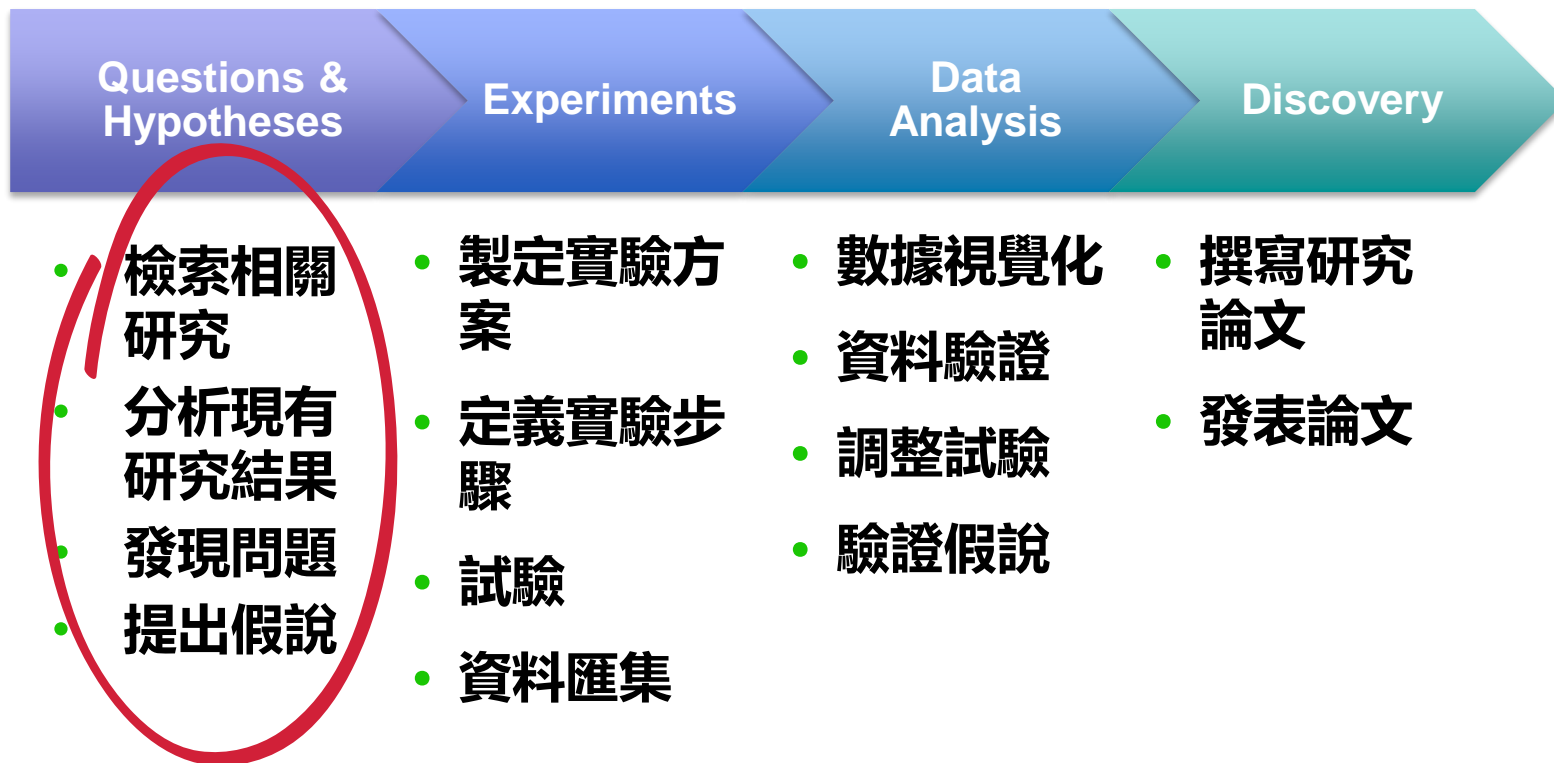 Questions &
Hypotheses
Experiments
Data
Analysis
Discovery
• 檢索相關
研究
• 分析現有
研究結果
• 發現問題
• 提出假說
• 製定實驗方
案
• 定義實驗步
驟
• 試驗
• 資料匯集
• 數據視覺化
• 資料驗證
• 調整試驗
• 驗證假說
• 撰寫研究
論文
• 發表論文